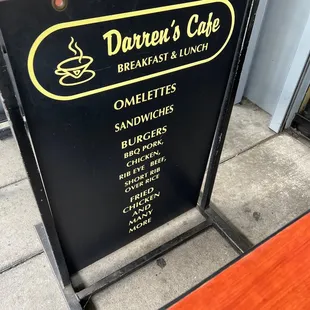 Darren's Cafe
BREAKFAST & LUNCH
OMELETTES
SANDWICHES
BURGERS
BBQ PORK,
CHICKEN,
RIB EYE BEEF,
SHORT RIB
OVER RICE
FRIED
CHICKEN
AND
MANY
MORE